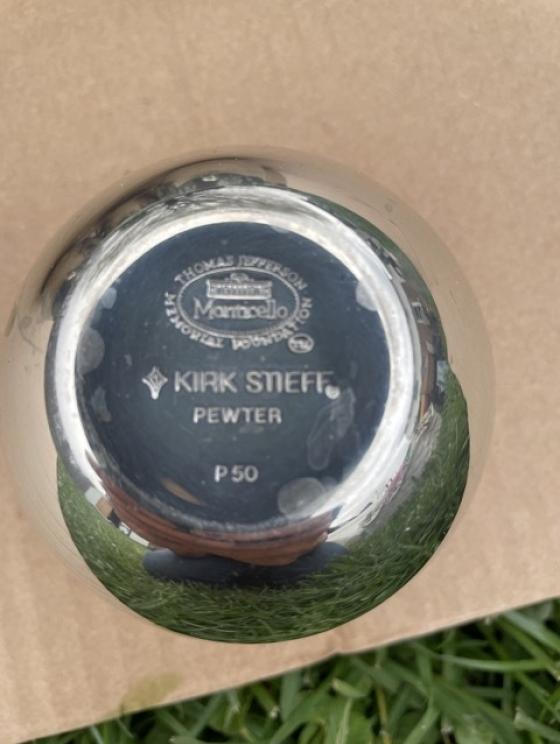 THOMAS JEFFERSON
Monticello
MEMORIAL FOUNDATION
KIRK STIEFF
PEWTER
P50